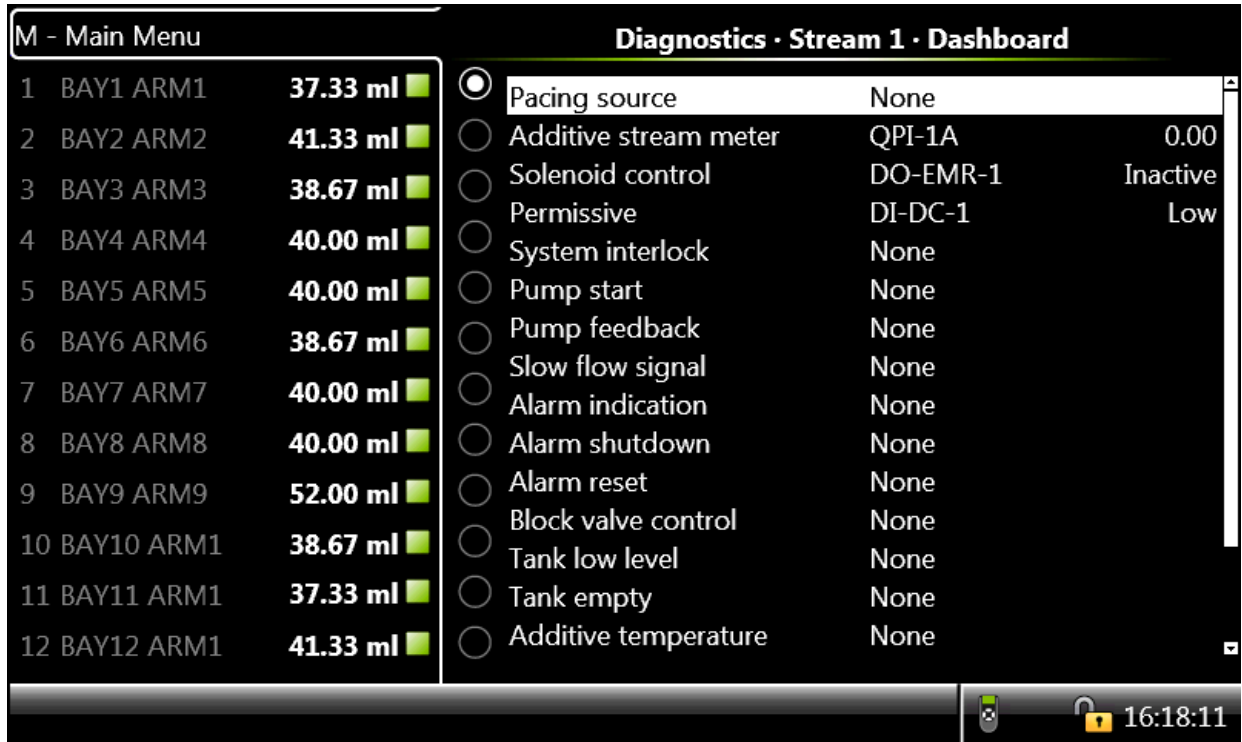 M - Main Menu
Diagnostics · Stream 1 · Dashboard
1 BAY1 ARM1 37.33 ml
2 BAY2 ARM2 41.33 ml
3 BAY3 ARM3 38.67 ml
4 BAY4 ARM4 40.00 ml
5 BAY5 ARM5 40.00 ml
6 BAY6 ARM6 38.67 ml
7 BAY7 ARM7 40.00 ml
8 BAY8 ARM8 40.00 ml
9 BAY9 ARM9 52.00 ml
10 BAY10 ARM1 38.67 ml
11 BAY11 ARM1 37.33 ml
12 BAY12 ARM1 41.33 ml
Pacing source None
Additive stream meter QPI-1A 0.00
Solenoid control DO-EMR-1 Inactive
Permissive DI-DC-1 Low
System interlock None
Pump start None
Pump feedback None
Slow flow signal None
Alarm indication None
Alarm shutdown None
Alarm reset None
Block valve control None
Tank low level None
Tank empty None
Additive temperature None
16:18:11